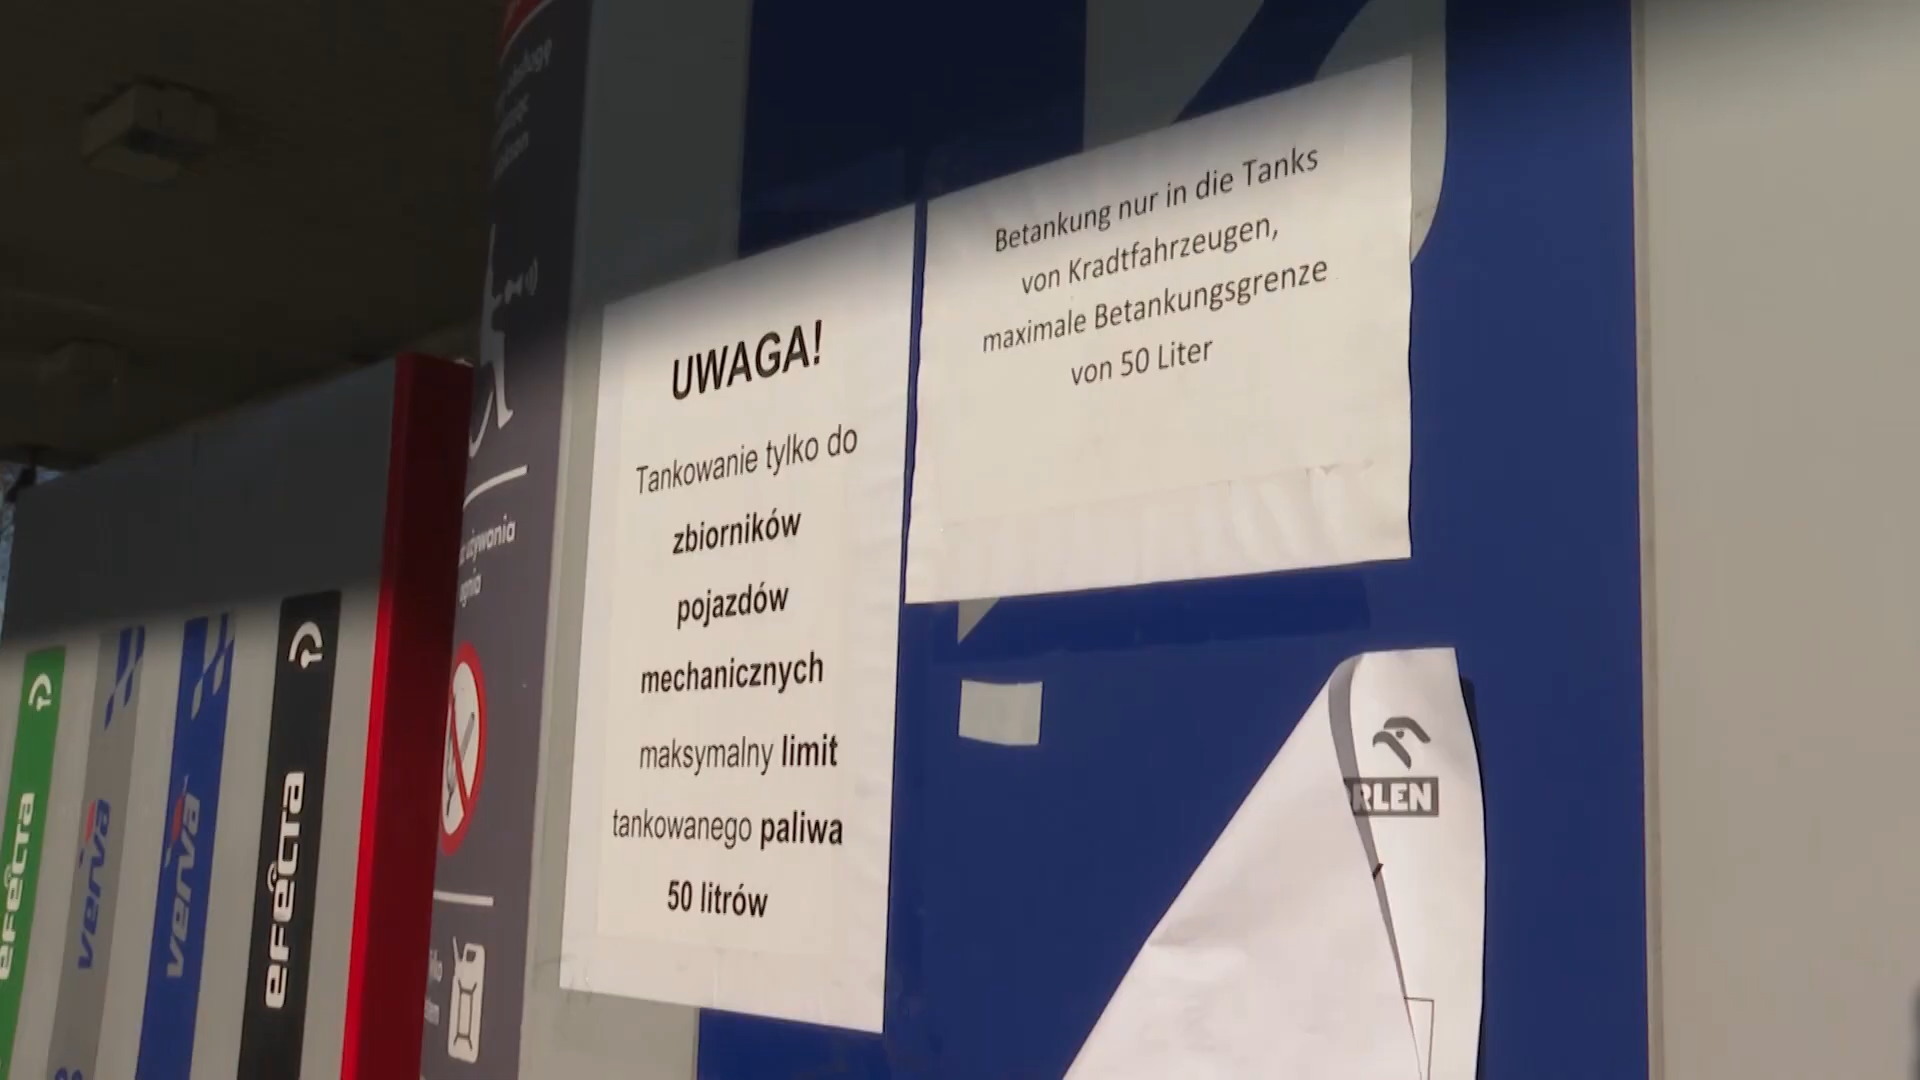 UWAGA!
Tankowanie tylko do
zbiorników
pojazdów
mechanicznych
maksymalny limit
tankowanego paliwa
50 litrów
Betankung nur in die Tanks
von Kradtfahrzeugen,
maximale Betankungsgrenze
von 50 Liter
RLEN
efecta
verva
verva
efecta